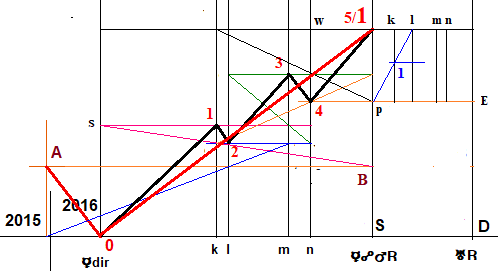 w 5/1 k l m n
3
1
4 p E
s 1
2
A B
2015 2016
0 k l m n S D
☿dir ☿☍♂R ♅R